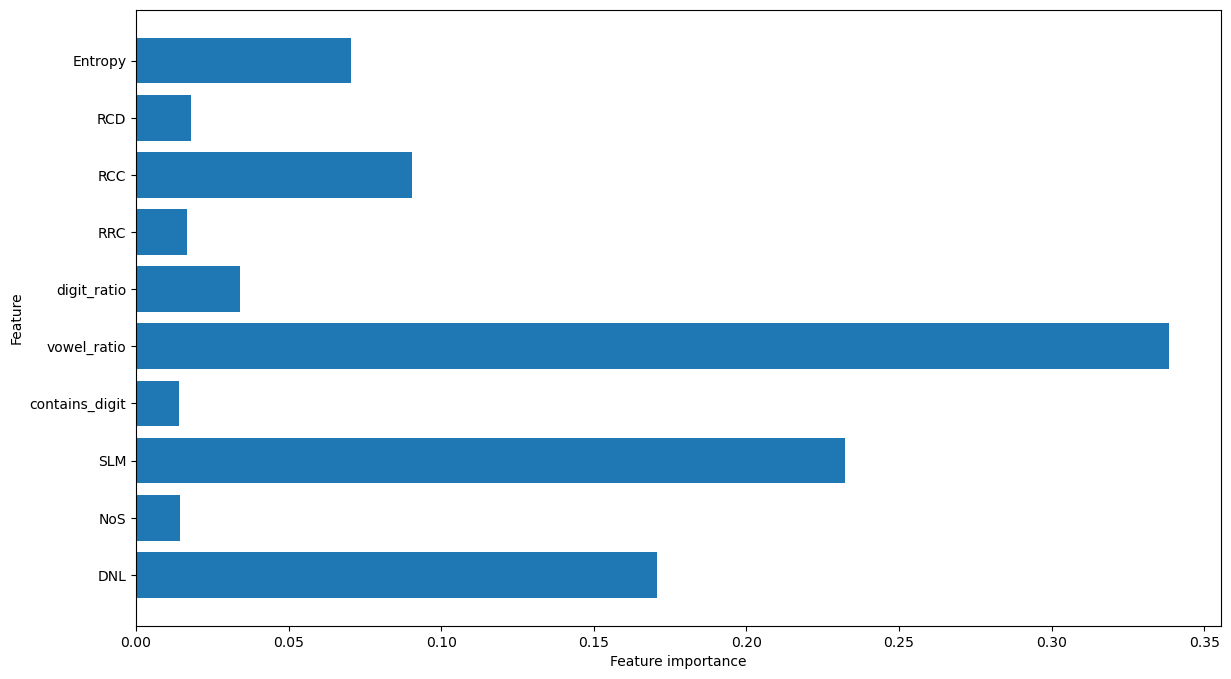 Entropy
RCD
RCC
RRC
digit_ratio
vowel_ratio
contains_digit
SLM
NoS
DNL
Feature
0.00 0.05 0.10 0.15 0.20 0.25 0.30 0.35
Feature importance